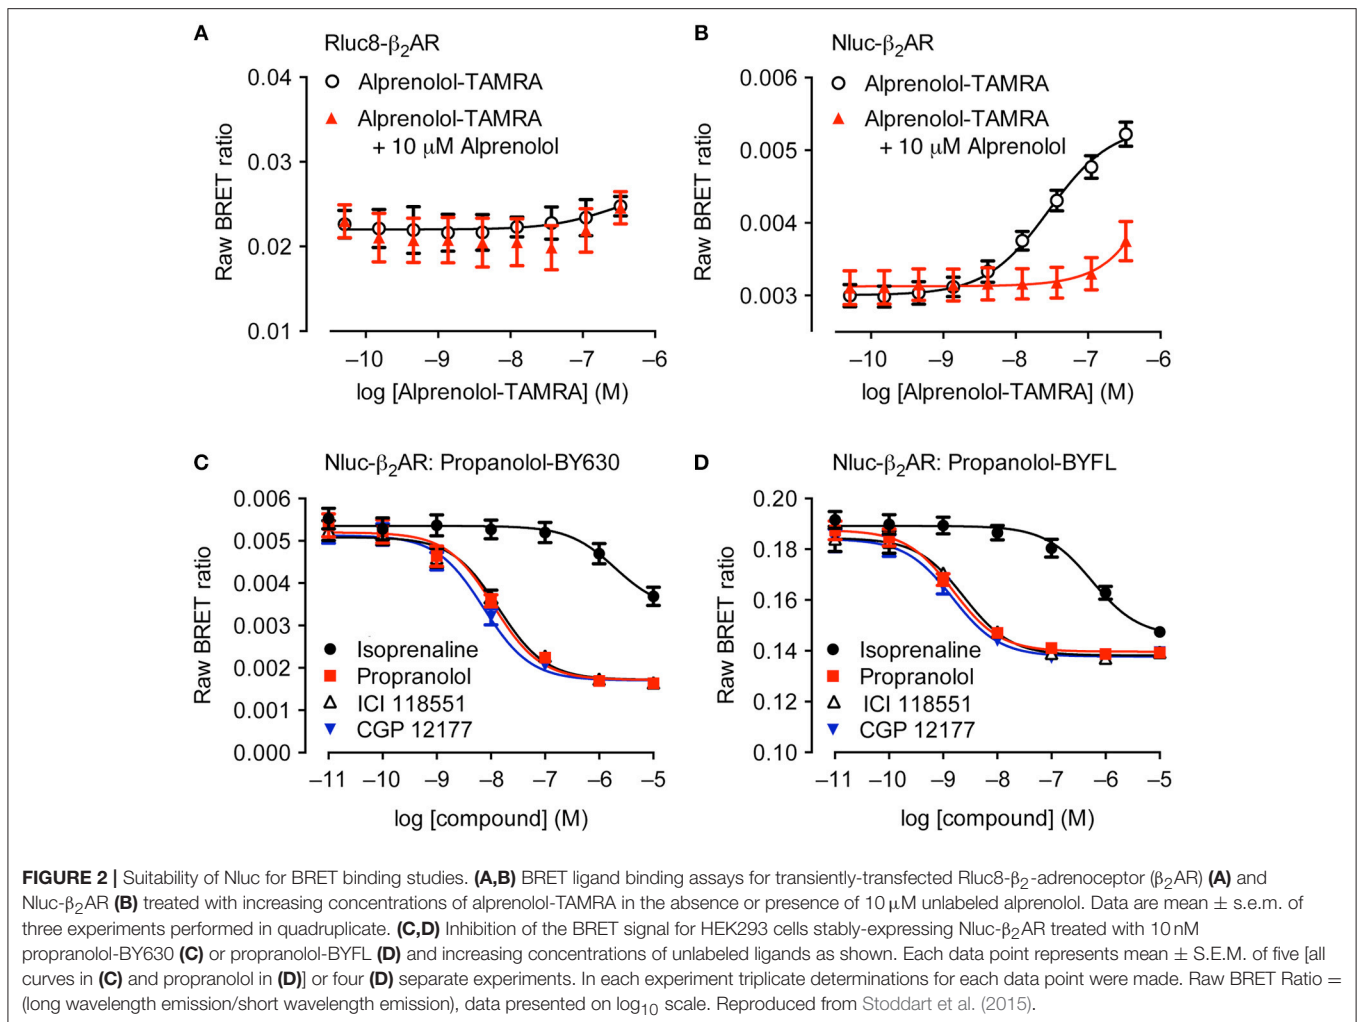 A
Rluc8-β₂AR
Alprenolol-TAMRA
Alprenolol-TAMRA
+ 10 μM Alprenolol
Raw BRET ratio
0.04
0.03
0.02
0.01
–10
–9
–8
–7
–6
log [Alprenolol-TAMRA] (M)
B
Nluc-β₂AR
Alprenolol-TAMRA
Alprenolol-TAMRA
+ 10 μM Alprenolol
Raw BRET ratio
0.006
0.005
0.004
0.003
–10
–9
–8
–7
–6
log [Alprenolol-TAMRA] (M)
C
Nluc-β₂AR: Propanolol-BY630
Raw BRET ratio
0.006
0.005
0.004
0.003
0.002
0.001
0.000
Isoprenaline
Propranolol
ICI 118551
CGP 12177
–11
–10
–9
–8
–7
–6
–5
log [compound] (M)
D
Nluc-β₂AR: Propanolol-BYFL
Raw BRET ratio
0.20
0.18
0.16
0.14
0.12
0.10
Isoprenaline
Propranolol
ICI 118551
CGP 12177
–11
–10
–9
–8
–7
–6
–5
log [compound] (M)
FIGURE 2 | Suitability of Nluc for BRET binding studies. (A,B) BRET ligand binding assays for transiently-transfected Rluc8-β₂-adrenoceptor (β₂AR) (A) and
Nluc-β₂AR (B) treated with increasing concentrations of alprenolol-TAMRA in the absence or presence of 10 μM unlabeled alprenolol. Data are mean ± s.e.m. of
three experiments performed in quadruplicate. (C,D) Inhibition of the BRET signal for HEK293 cells stably-expressing Nluc-β₂AR treated with 10 nM
propranolol-BY630 (C) or propranolol-BYFL (D) and increasing concentrations of unlabeled ligands as shown. Each data point represents mean ± S.E.M. of five [all
curves in (C) and propranolol in (D)] or four (D) separate experiments. In each experiment triplicate determinations for each data point were made. Raw BRET Ratio =
(long wavelength emission/short wavelength emission), data presented on log₁₀ scale. Reproduced from Stoddart et al. (2015).